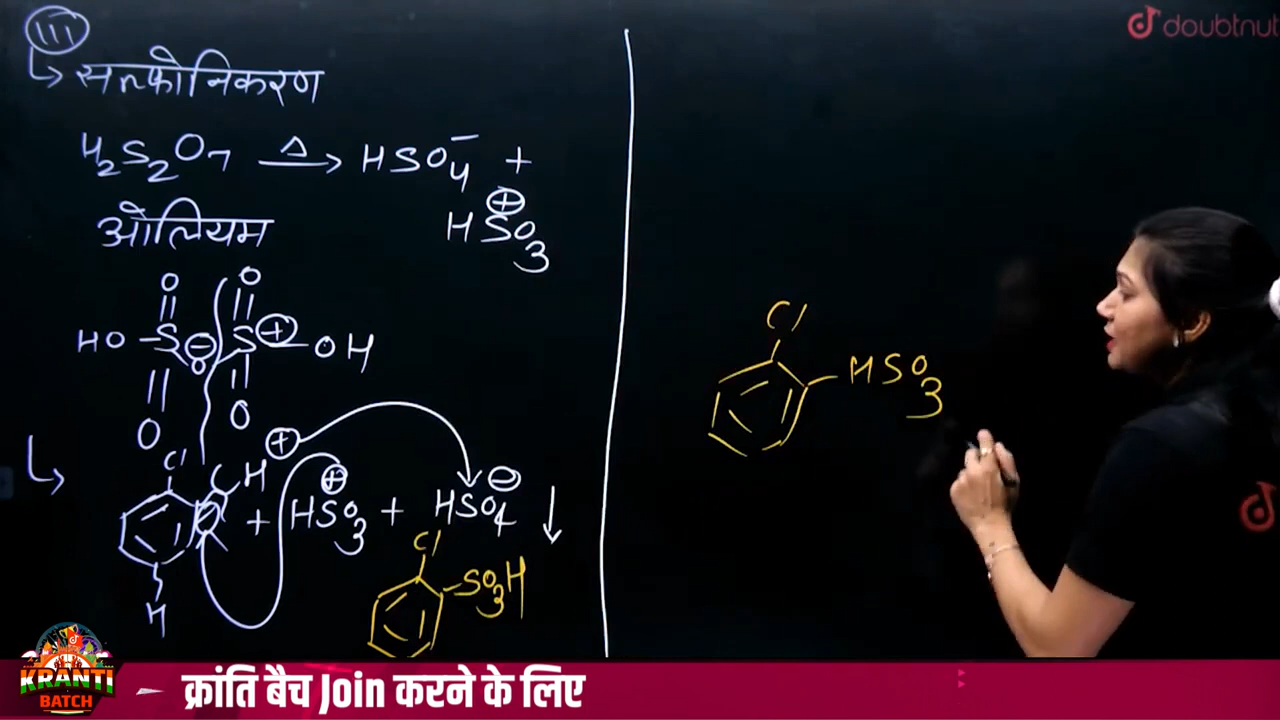 III
↳ सल्फोनिकरण
H₂S₂O₇ —Δ→ HSO₄⁻ +
HSO₃⊕
ओलियम
O O
HO-S⊖ S⊕-OH
O
O O
Cl H⊕
+ HSO₃⊕ + HSO₄⊖ ↓
H
Cl
SO₃H
Cl
HSO₃
doubtnut
KRANTI
BATCH
क्रांति बैच Join करने के लिए